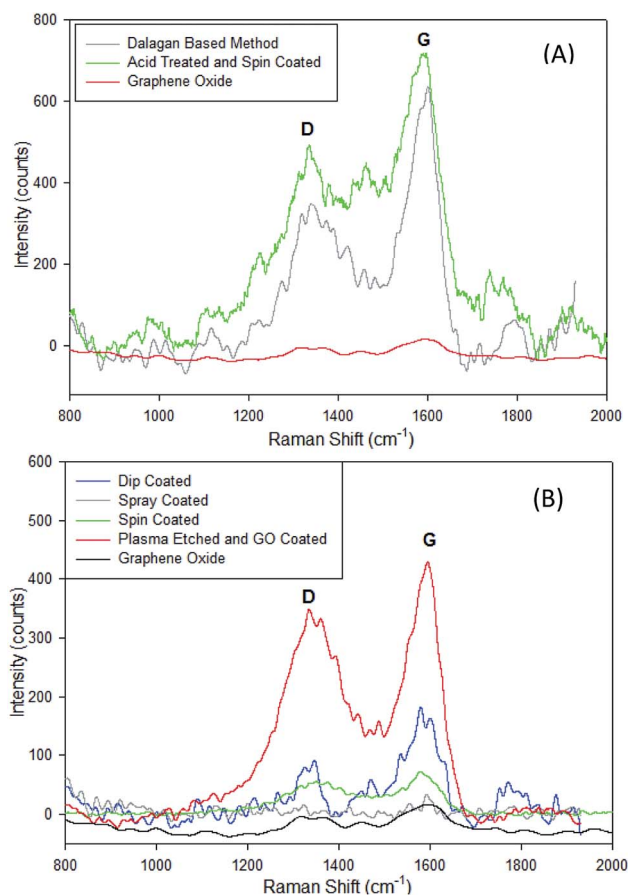 800
600
400
200
0
Intensity (counts)
Dalagan Based Method
Acid Treated and Spin Coated
Graphene Oxide
(A)
D
G
800 1000 1200 1400 1600 1800 2000
Raman Shift (cm⁻¹)
600
500
400
300
200
100
0
Intensity (counts)
Dip Coated
Spray Coated
Spin Coated
Plasma Etched and GO Coated
Graphene Oxide
(B)
D
G
800 1000 1200 1400 1600 1800 2000
Raman Shift (cm⁻¹)